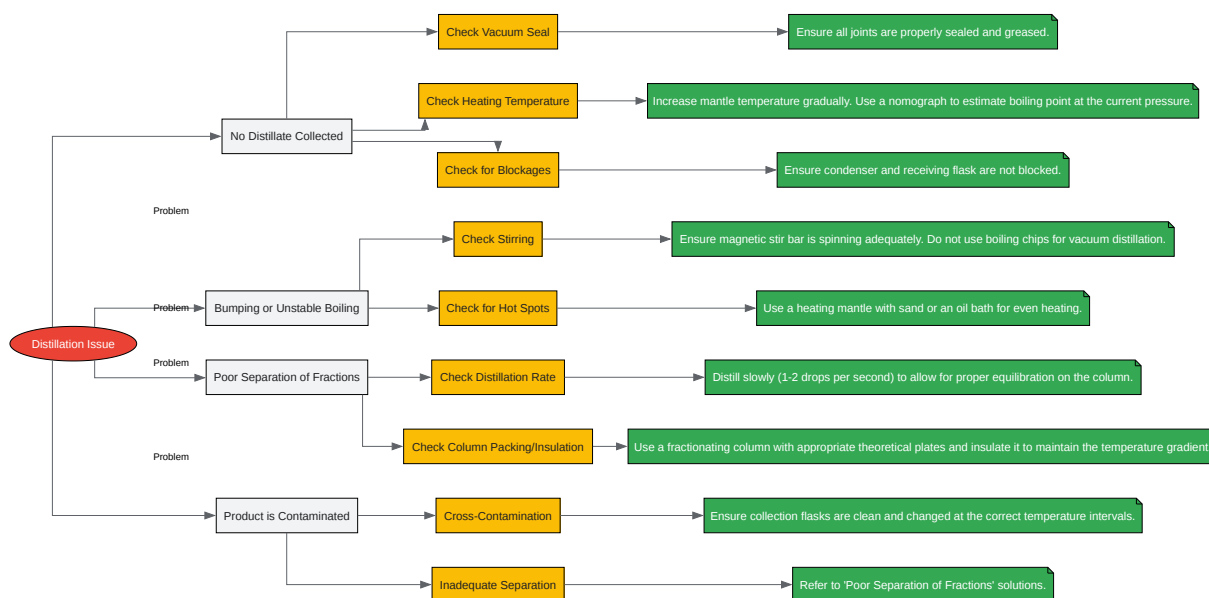 Check Vacuum Seal
Ensure all joints are properly sealed and greased.
Check Heating Temperature
Increase mantle temperature gradually. Use a nomograph to estimate boiling point at the current pressure.
No Distillate Collected
Check for Blockages
Ensure condenser and receiving flask are not blocked.
Problem
Check Stirring
Ensure magnetic stir bar is spinning adequately. Do not use boiling chips for vacuum distillation.
Problem
Bumping or Unstable Boiling
Check for Hot Spots
Use a heating mantle with sand or an oil bath for even heating.
Distillation Issue
Problem
Poor Separation of Fractions
Check Distillation Rate
Distill slowly (1-2 drops per second) to allow for proper equilibration on the column.
Check Column Packing/Insulation
Use a fractionating column with appropriate theoretical plates and insulate it to maintain the temperature gradient
Problem
Product is Contaminated
Cross-Contamination
Ensure collection flasks are clean and changed at the correct temperature intervals.
Inadequate Separation
Refer to 'Poor Separation of Fractions' solutions.